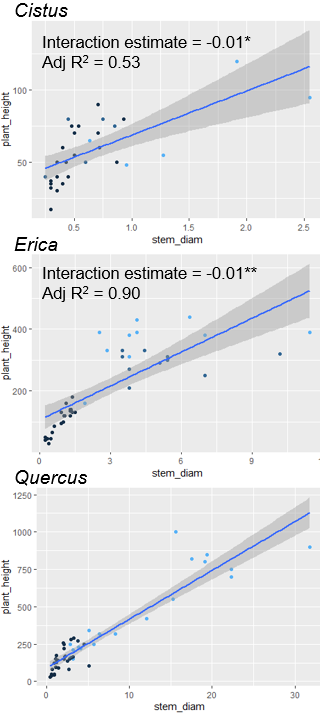 Cistus
Interaction estimate = -0.01*
Adj R² = 0.53
plant_height
100
50
0.5
1.0
1.5
2.0
2.5
stem_diam
Erica
Interaction estimate = -0.01**
Adj R² = 0.90
plant_height
600
400
200
0
3
6
9
stem_diam
Quercus
plant_height
1250
1000
750
500
250
0
0
10
20
30
stem_diam